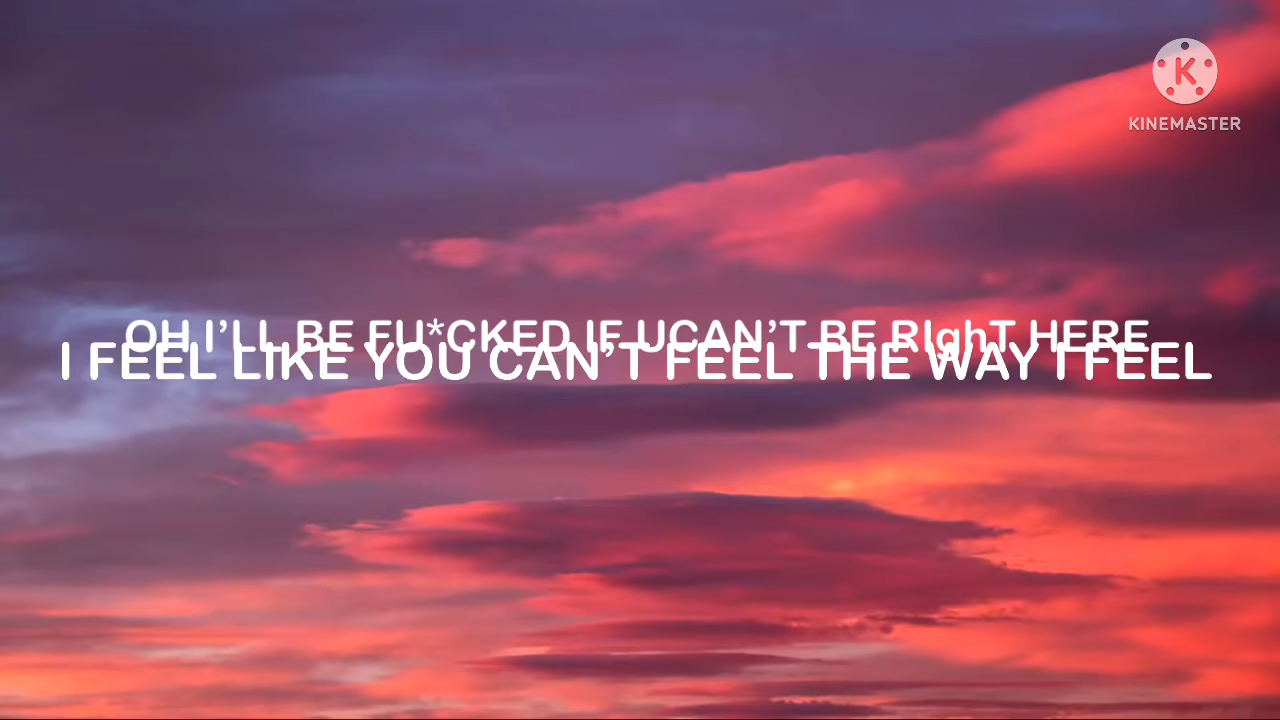 K
KINEMASTER
OH I’LL BE FU*CKED IF UCAN’T BE RIghT HERE
I FEEL LIKE YOU CAN’T FEEL THE WAY I FEEL